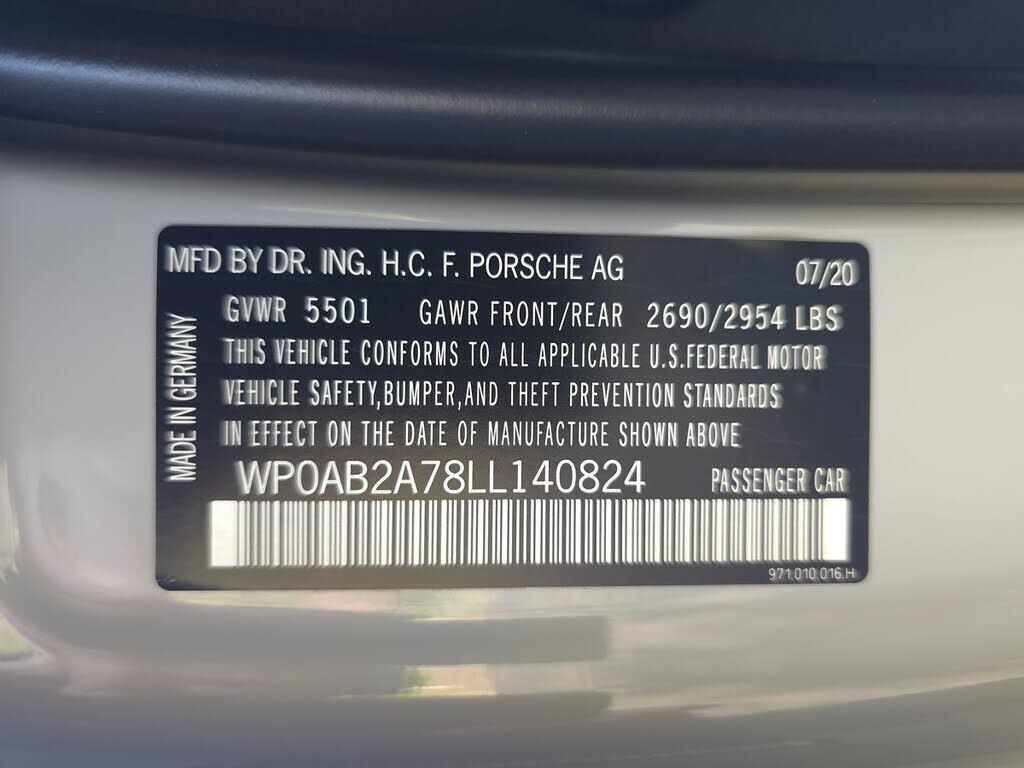 MFD BY DR. ING. H.C. F. PORSCHE AG 07/20
GVWR 5501 GAWR FRONT/REAR 2690/2954 LBS
THIS VEHICLE CONFORMS TO ALL APPLICABLE U.S.FEDERAL MOTOR
VEHICLE SAFETY,BUMPER,AND THEFT PREVENTION STANDARDS
IN EFFECT ON THE DATE OF MANUFACTURE SHOWN ABOVE
WP0AB2A78LL140824 PASSENGER CAR
971.010.016.H
MADE IN GERMANY